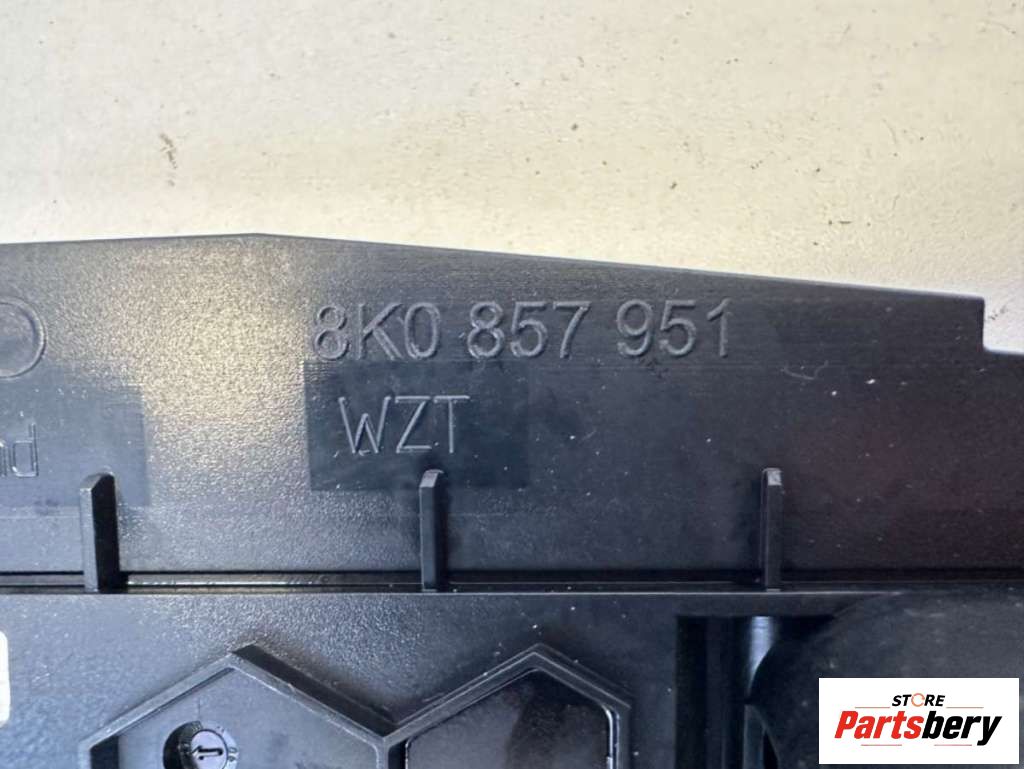 8K0 857 951
WZT
STORE
Partsbery